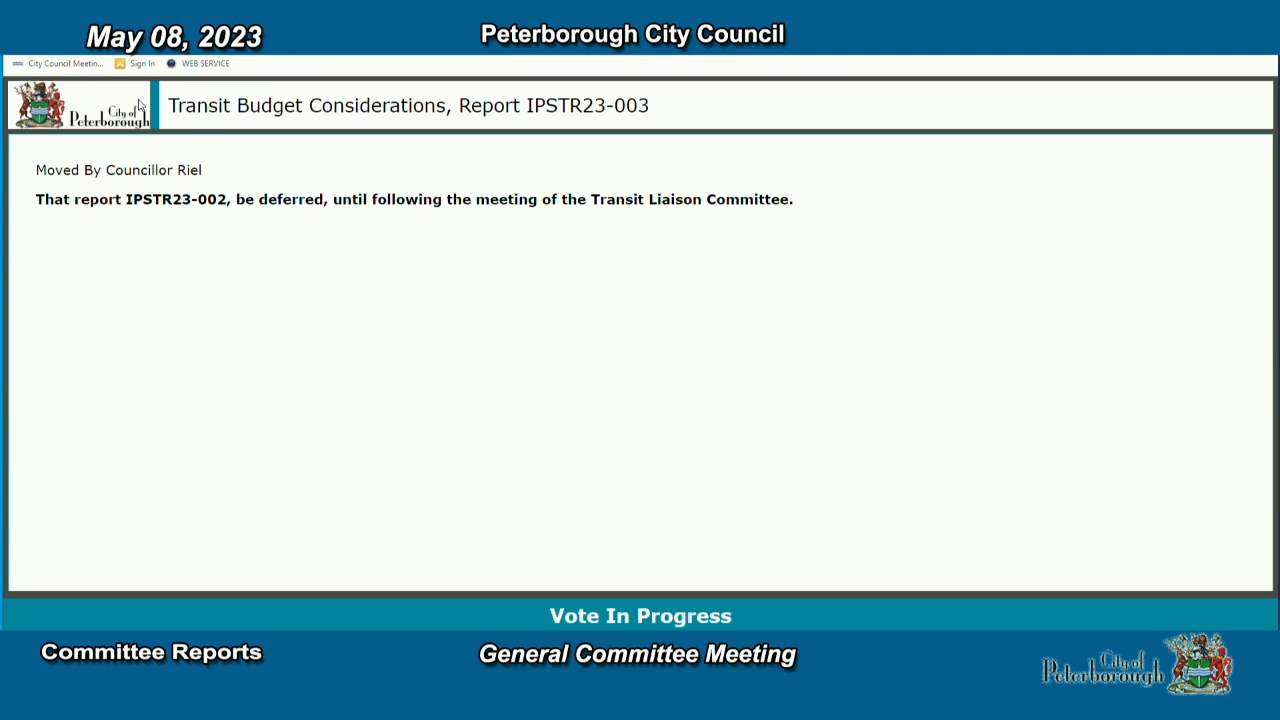 May 08, 2023
Peterborough City Council
City Council Meetin... Sign In WEB SERVICE
City of
Peterborough
Transit Budget Considerations, Report IPSTR23-003
Moved By Councillor Riel
That report IPSTR23-002, be deferred, until following the meeting of the Transit Liaison Committee.
Vote In Progress
Committee Reports
General Committee Meeting
City of
Peterborough